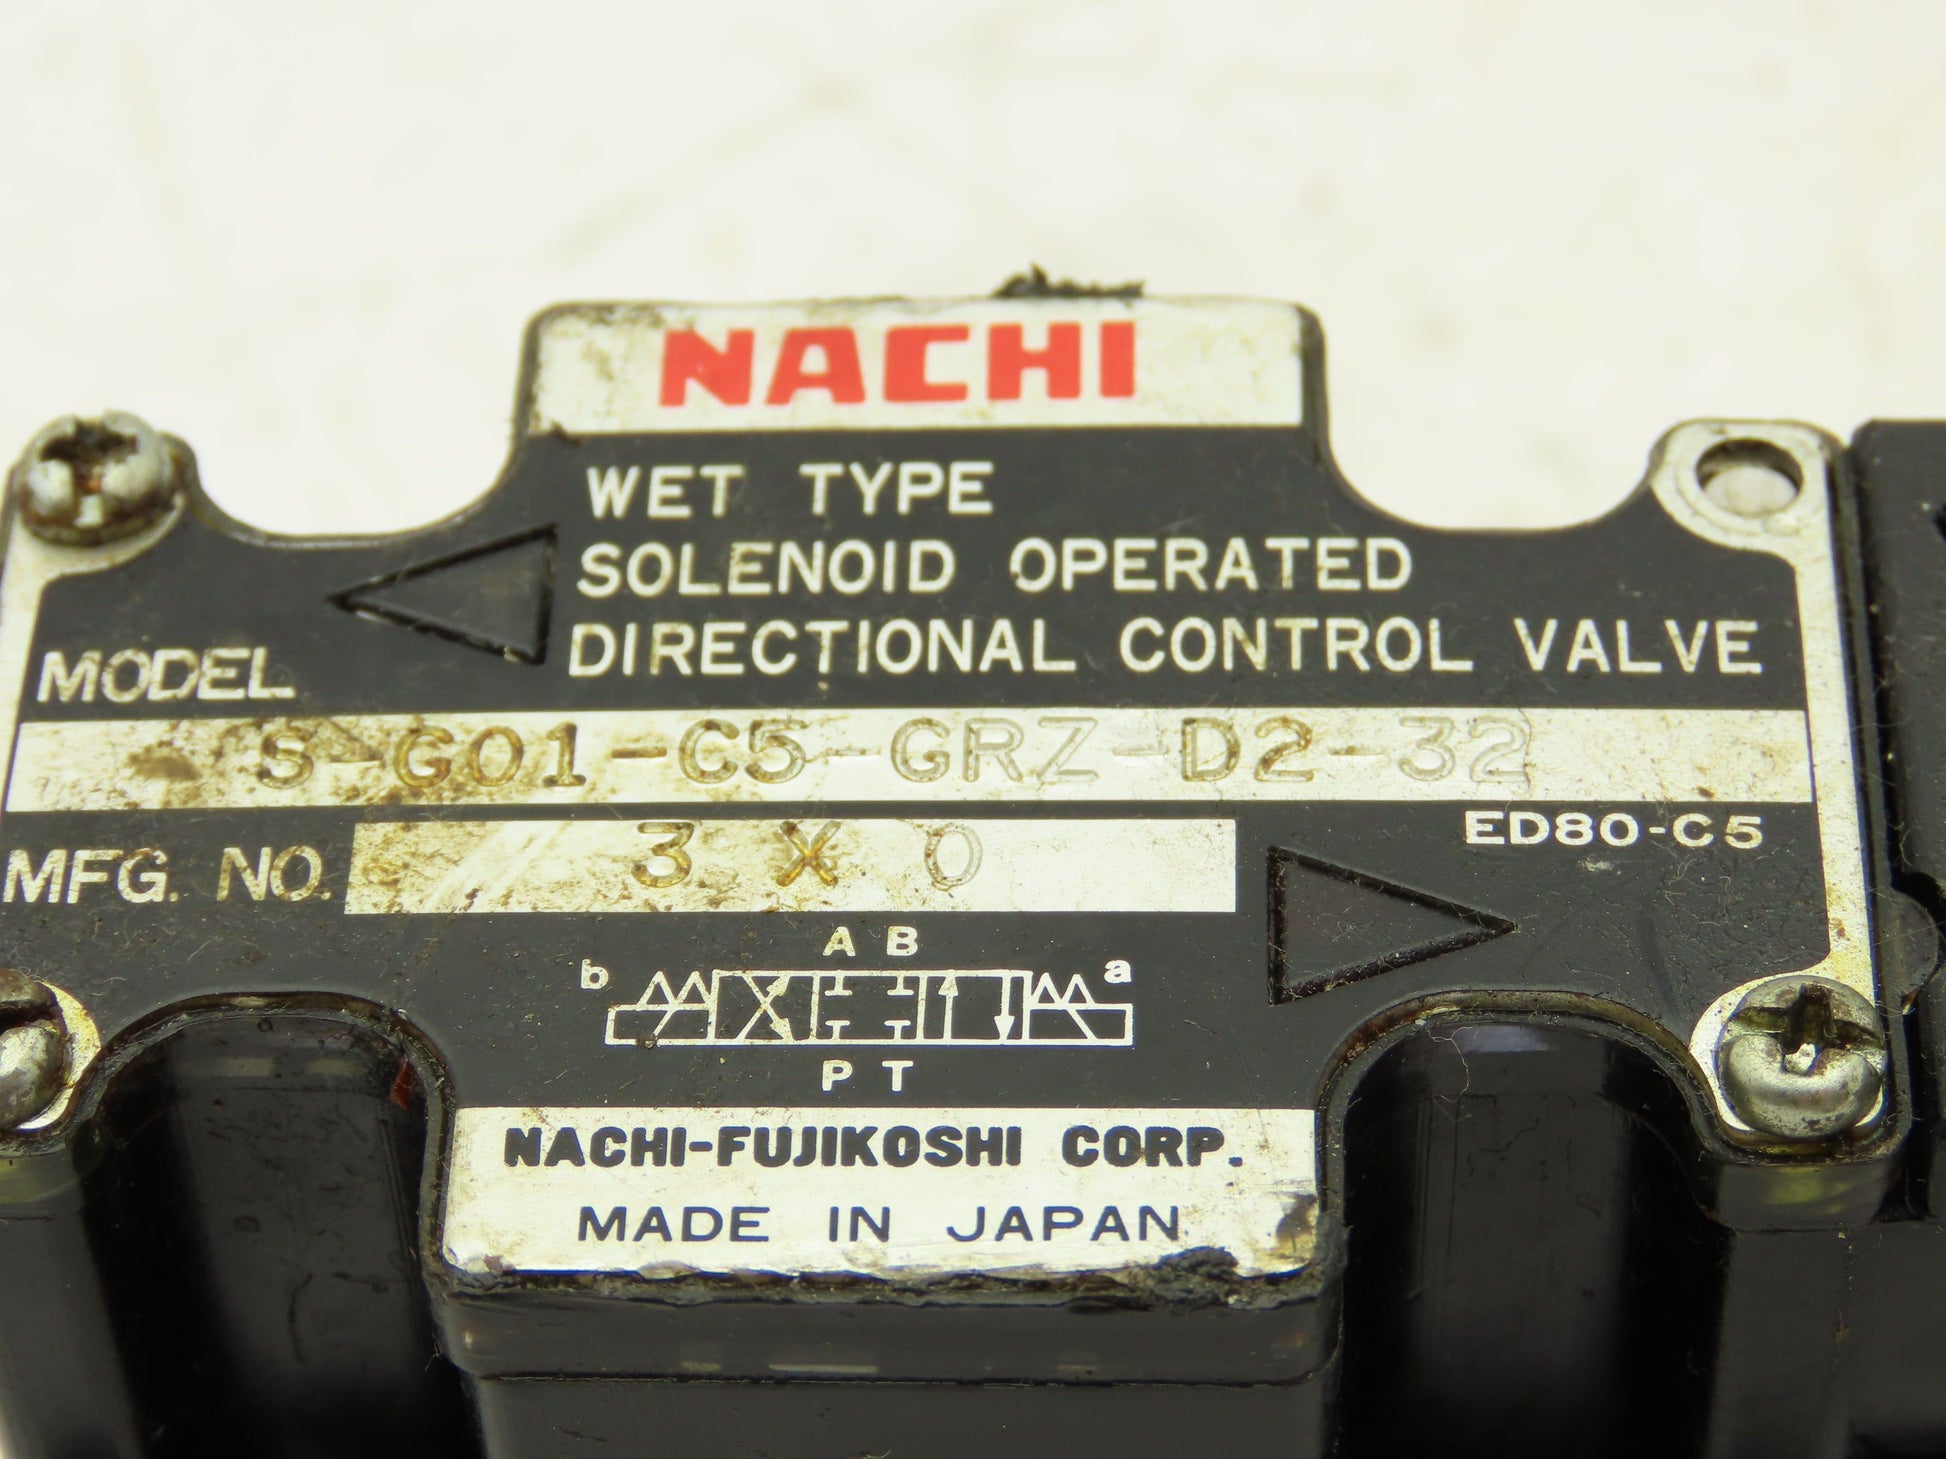 NACHI
WET TYPE
SOLENOID OPERATED
DIRECTIONAL CONTROL VALVE
MODEL
S-G01-C5-GRZ-D2-32
ED80-C5
MFG. NO. 3 X 0
A B
b a
P T
NACHI-FUJIKOSHI CORP.
MADE IN JAPAN